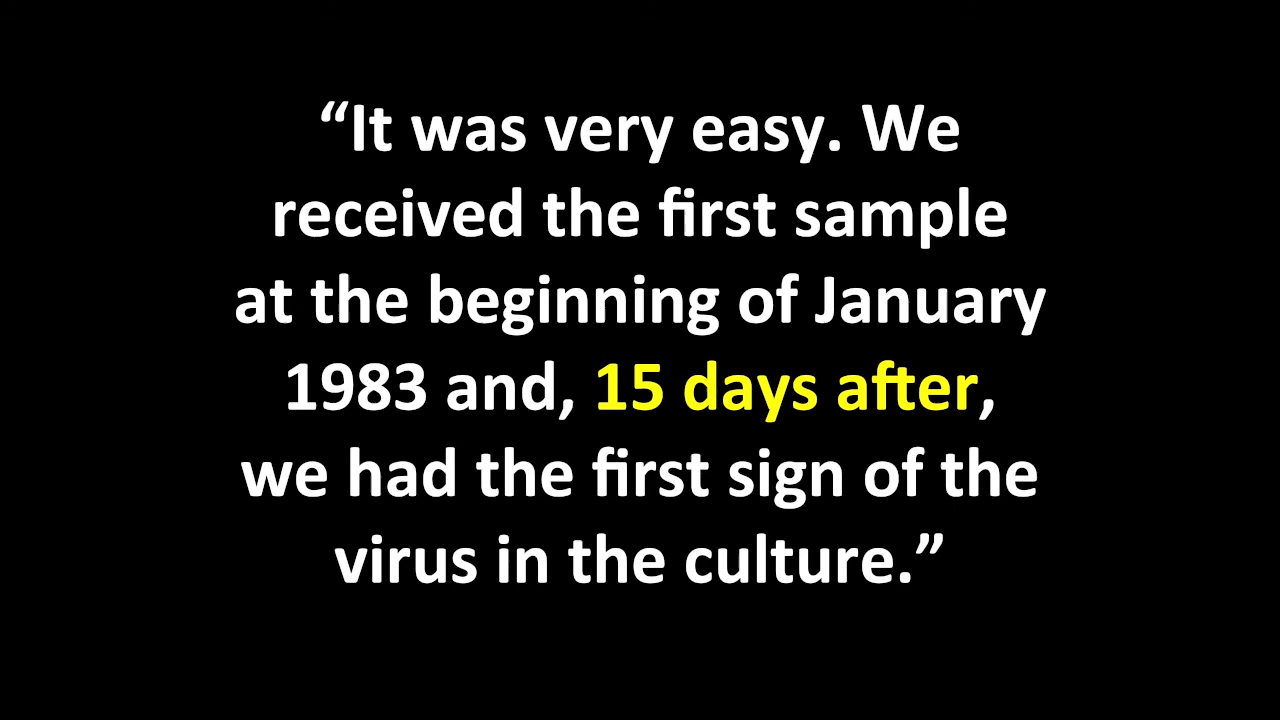 “It was very easy. We
received the first sample
at the beginning of January
1983 and, 15 days after,
we had the first sign of the
virus in the culture.”